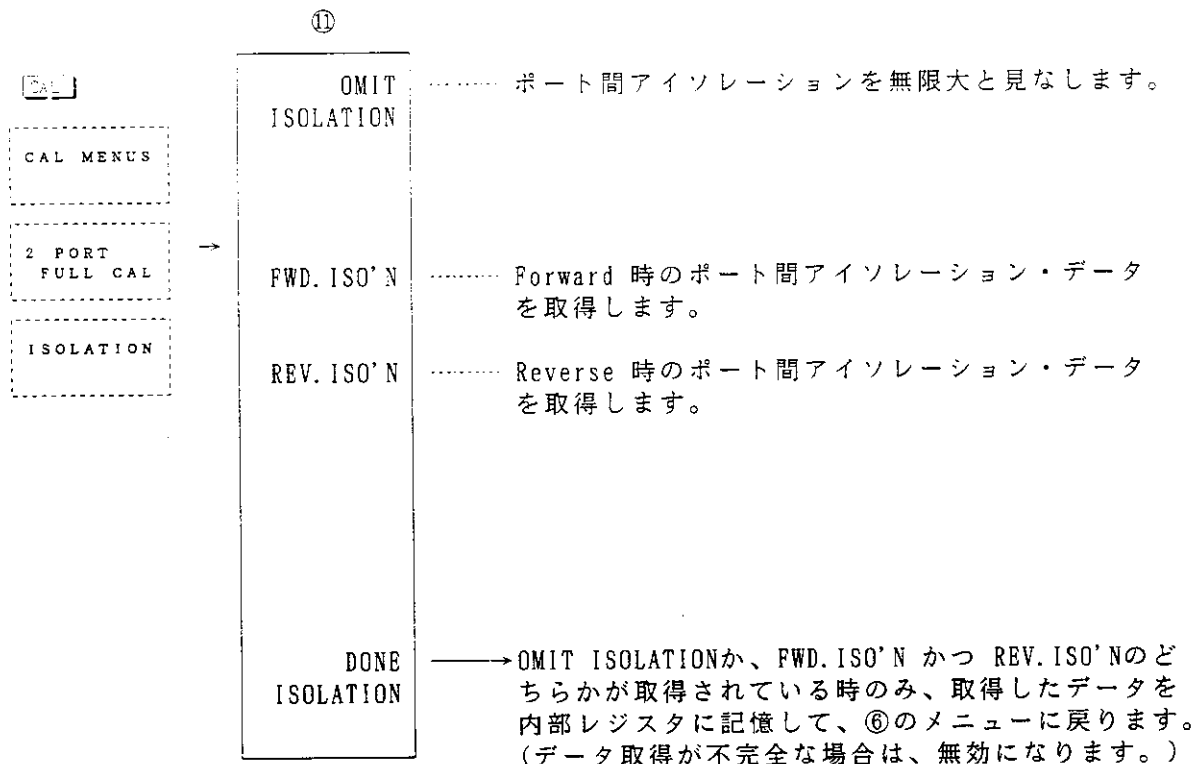 ⑪
CAL
CAL MENUS
2 PORT
FULL CAL
ISOLATION
→
OMIT
ISOLATION
‥‥‥ ポート間アイソレーションを無限大と見なします。
FWD.ISO'N
‥‥‥ Forward 時のポート間アイソレーション・データ
を取得します。
REV.ISO'N
‥‥‥ Reverse 時のポート間アイソレーション・データ
を取得します。
DONE
ISOLATION
→OMIT ISOLATIONか、FWD.ISO'N かつ REV.ISO'Nのど
ちらかが取得されている時のみ、取得したデータを
内部レジスタに記憶して、⑥のメニューに戻ります。
(データ取得が不完全な場合は、無効になります。)